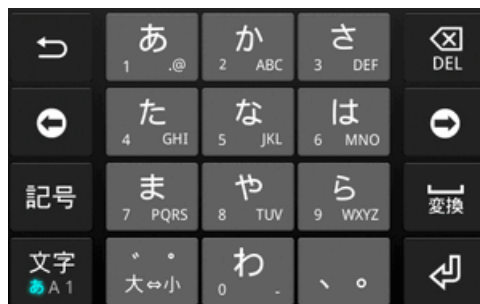 あ
1 .@
か
2 ABC
さ
3 DEF
DEL
た
4 GHI
な
5 JKL
は
6 MNO
記号
ま
7 PQRS
や
8 TUV
ら
9 WXYZ
変換
文字
あA1
゛ ゜
大⇔小
わ
0 -
、 。